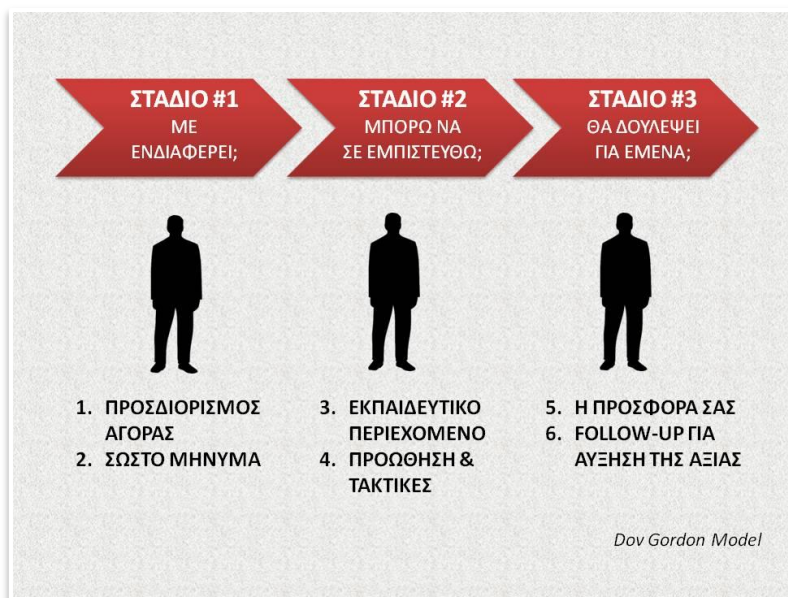 ΣΤΑΔΙΟ #1
ΜΕ
ΕΝΔΙΑΦΕΡΕΙ;
ΣΤΑΔΙΟ #2
ΜΠΟΡΩ ΝΑ
ΣΕ ΕΜΠΙΣΤΕΥΘΩ;
ΣΤΑΔΙΟ #3
ΘΑ ΔΟΥΛΕΨΕΙ
ΓΙΑ ΕΜΕΝΑ;
1. ΠΡΟΣΔΙΟΡΙΣΜΟΣ
ΑΓΟΡΑΣ
2. ΣΩΣΤΟ ΜΗΝΥΜΑ
3. ΕΚΠΑΙΔΕΥΤΙΚΟ
ΠΕΡΙΕΧΟΜΕΝΟ
4. ΠΡΟΩΘΗΣΗ &
ΤΑΚΤΙΚΕΣ
5. Η ΠΡΟΣΦΟΡΑ ΣΑΣ
6. FOLLOW-UP ΓΙΑ
ΑΥΞΗΣΗ ΤΗΣ ΑΞΙΑΣ
Dov Gordon Model